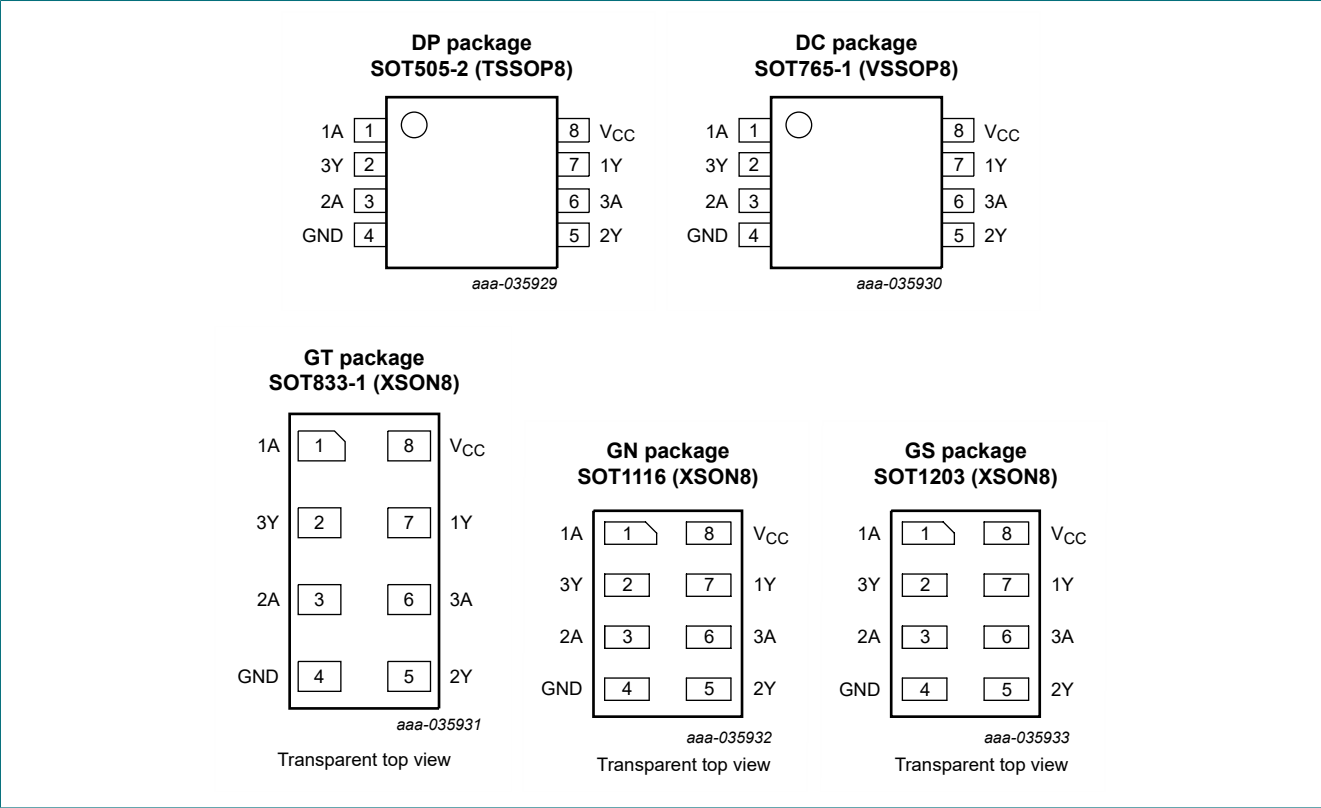 DP package
SOT505-2 (TSSOP8)
1A 1 8 VCC
3Y 2 7 1Y
2A 3 6 3A
GND 4 5 2Y
aaa-035929
DC package
SOT765-1 (VSSOP8)
1A 1 8 VCC
3Y 2 7 1Y
2A 3 6 3A
GND 4 5 2Y
aaa-035930
GT package
SOT833-1 (XSON8)
1A 1 8 VCC
3Y 2 7 1Y
2A 3 6 3A
GND 4 5 2Y
aaa-035931
Transparent top view
GN package
SOT1116 (XSON8)
1A 1 8 VCC
3Y 2 7 1Y
2A 3 6 3A
GND 4 5 2Y
aaa-035932
Transparent top view
GS package
SOT1203 (XSON8)
1A 1 8 VCC
3Y 2 7 1Y
2A 3 6 3A
GND 4 5 2Y
aaa-035933
Transparent top view